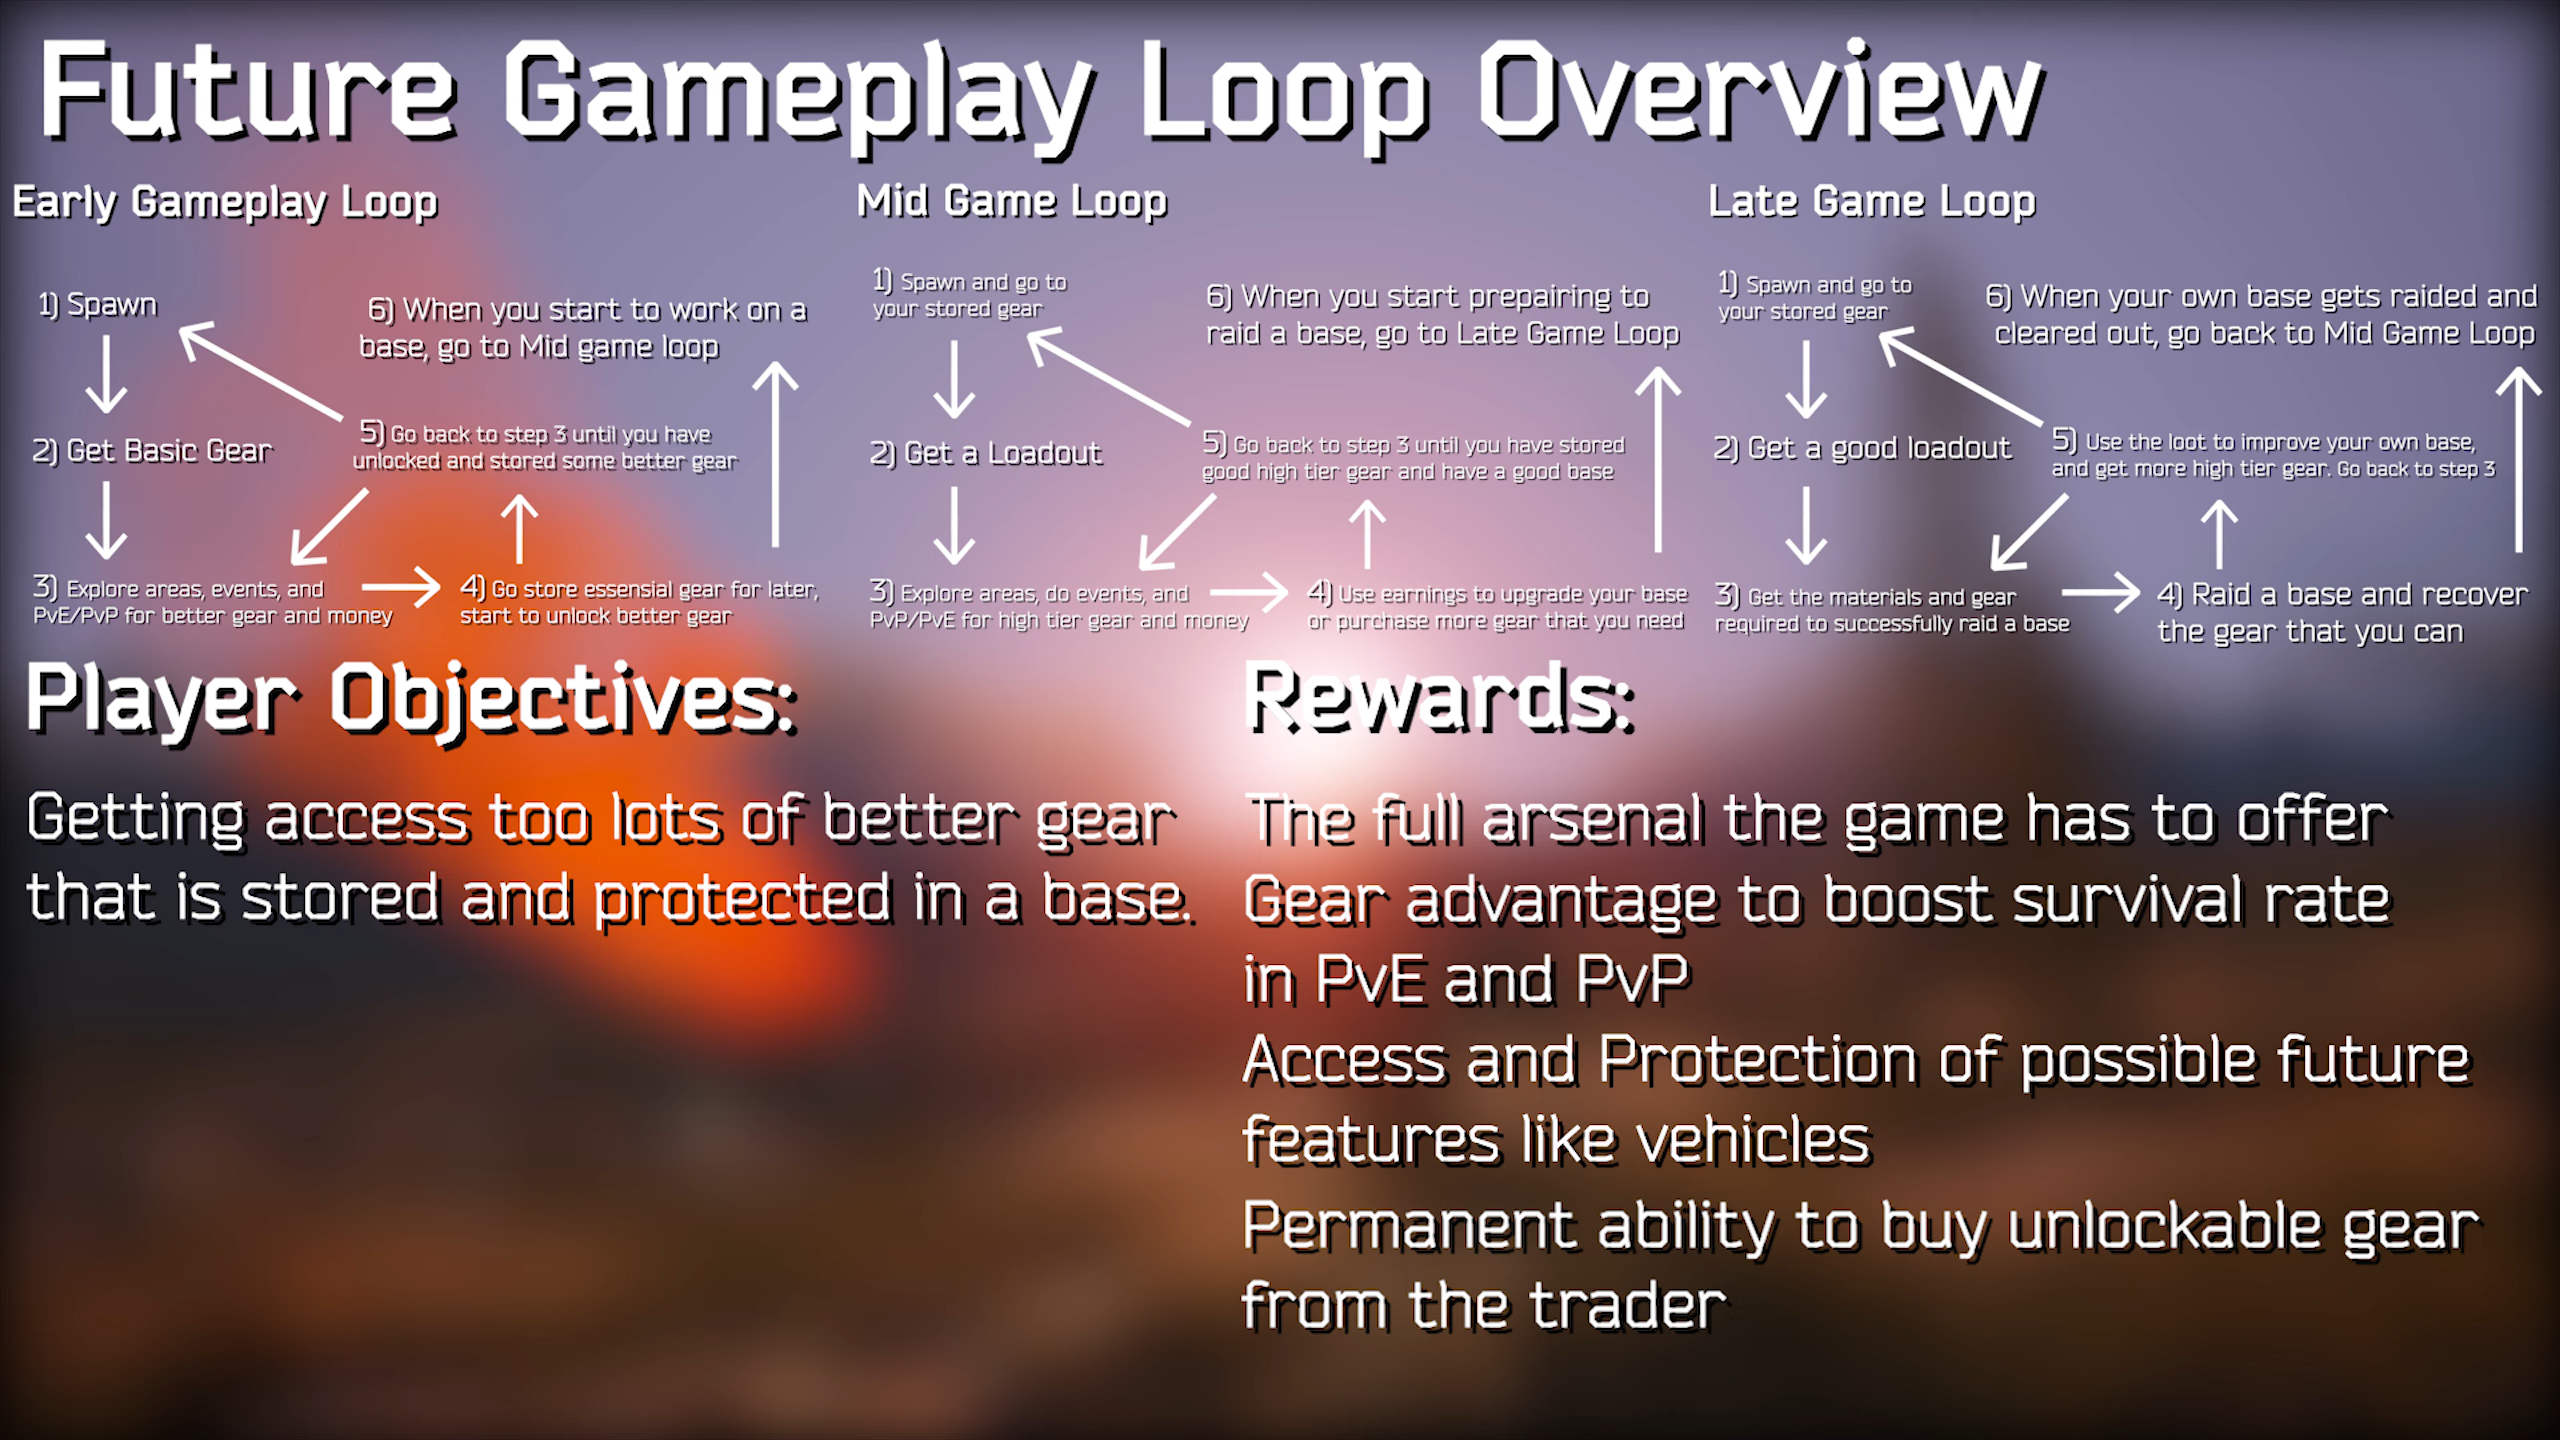 Future Gameplay Loop Overview
Early Gameplay Loop
1) Spawn
2) Get Basic Gear
3) Explore areas, events, and
PvE/PvP for better gear and money
4) Go store essensial gear for later,
start to unlock better gear
5) Go back to step 3 until you have
unlocked and stored some better gear
6) When you start to work on a
base, go to Mid game loop
Mid Game Loop
1) Spawn and go to
your stored gear
2) Get a Loadout
3) Explore areas, do events, and
PvP/PvE for high tier gear and money
4) Use earnings to upgrade your base
or purchase more gear that you need
5) Go back to step 3 until you have stored
good high tier gear and have a good base
6) When you start prepairing to
raid a base, go to Late Game Loop
Late Game Loop
1) Spawn and go to
your stored gear
2) Get a good loadout
3) Get the materials and gear
required to successfully raid a base
4) Raid a base and recover
the gear that you can
5) Use the loot to improve your own base,
and get more high tier gear. Go back to step 3
6) When your own base gets raided and
cleared out, go back to Mid Game Loop
Player Objectives:
Getting access too lots of better gear
that is stored and protected in a base.
Rewards:
The full arsenal the game has to offer
Gear advantage to boost survival rate
in PvE and PvP
Access and Protection of possible future
features like vehicles
Permanent ability to buy unlockable gear
from the trader